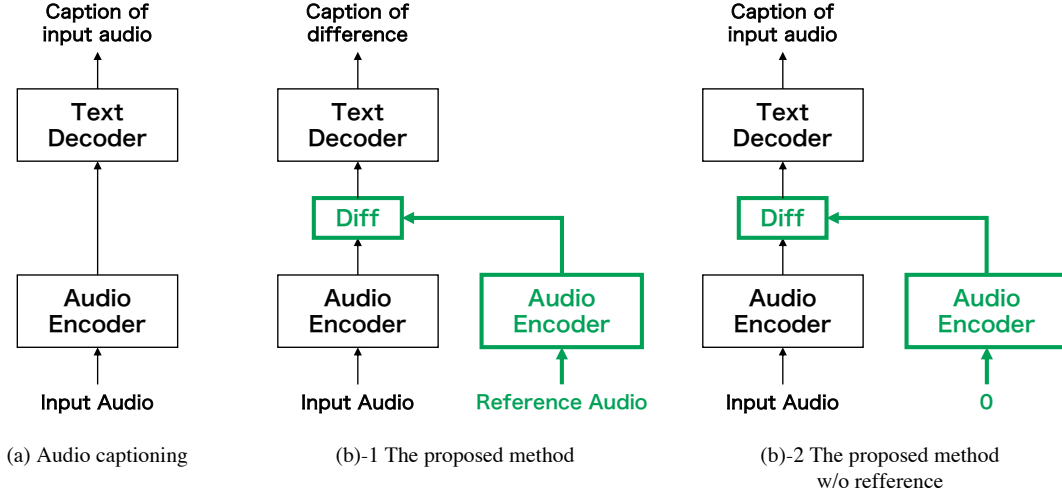 Caption of
input audio
Text
Decoder
Audio
Encoder
Input Audio
(a) Audio captioning
Caption of
difference
Text
Decoder
Diff
Audio
Encoder
Audio
Encoder
Input Audio
Reference Audio
(b)-1 The proposed method
Caption of
input audio
Text
Decoder
Diff
Audio
Encoder
Audio
Encoder
Input Audio
0
(b)-2 The proposed method
w/o refference